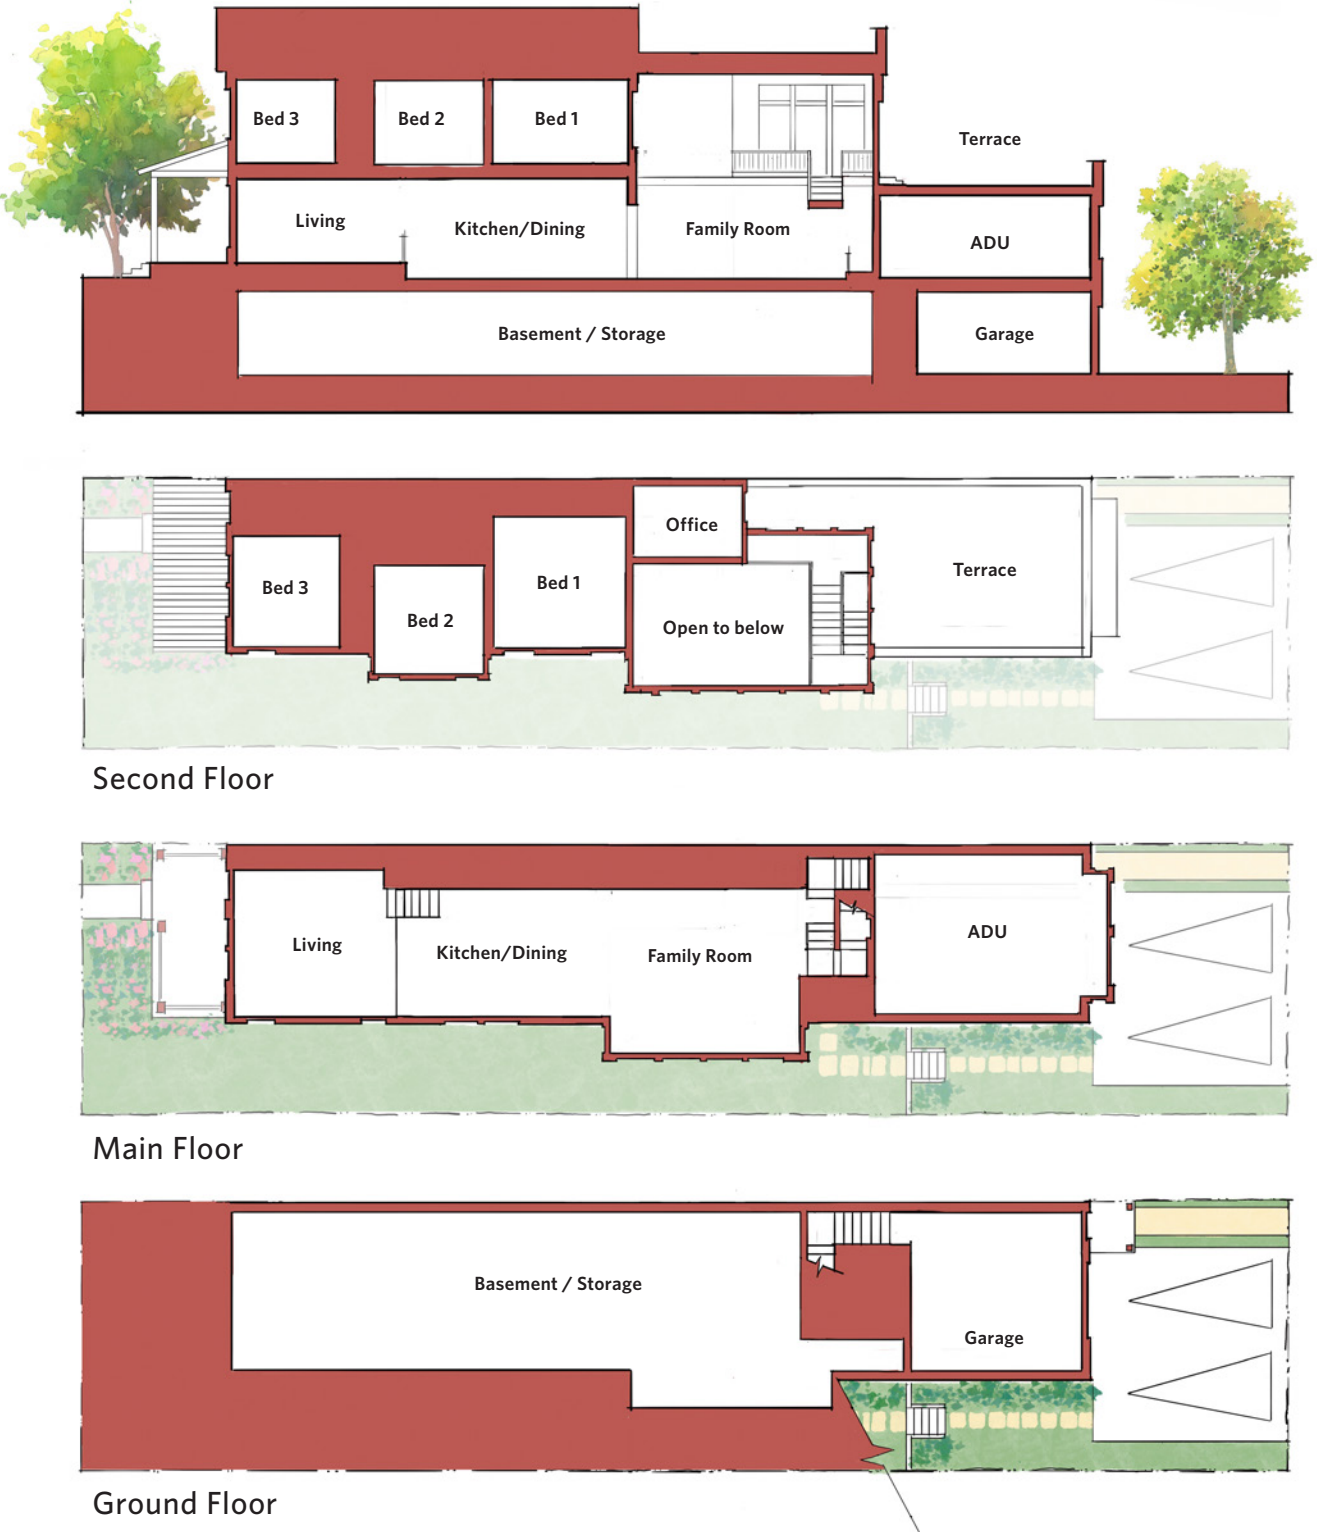 Bed 3
Bed 2
Bed 1
Terrace
Living
Kitchen/Dining
Family Room
ADU
Basement / Storage
Garage
Office
Bed 3
Bed 2
Bed 1
Open to below
Terrace
Second Floor
Living
Kitchen/Dining
Family Room
ADU
Main Floor
Basement / Storage
Garage
Ground Floor